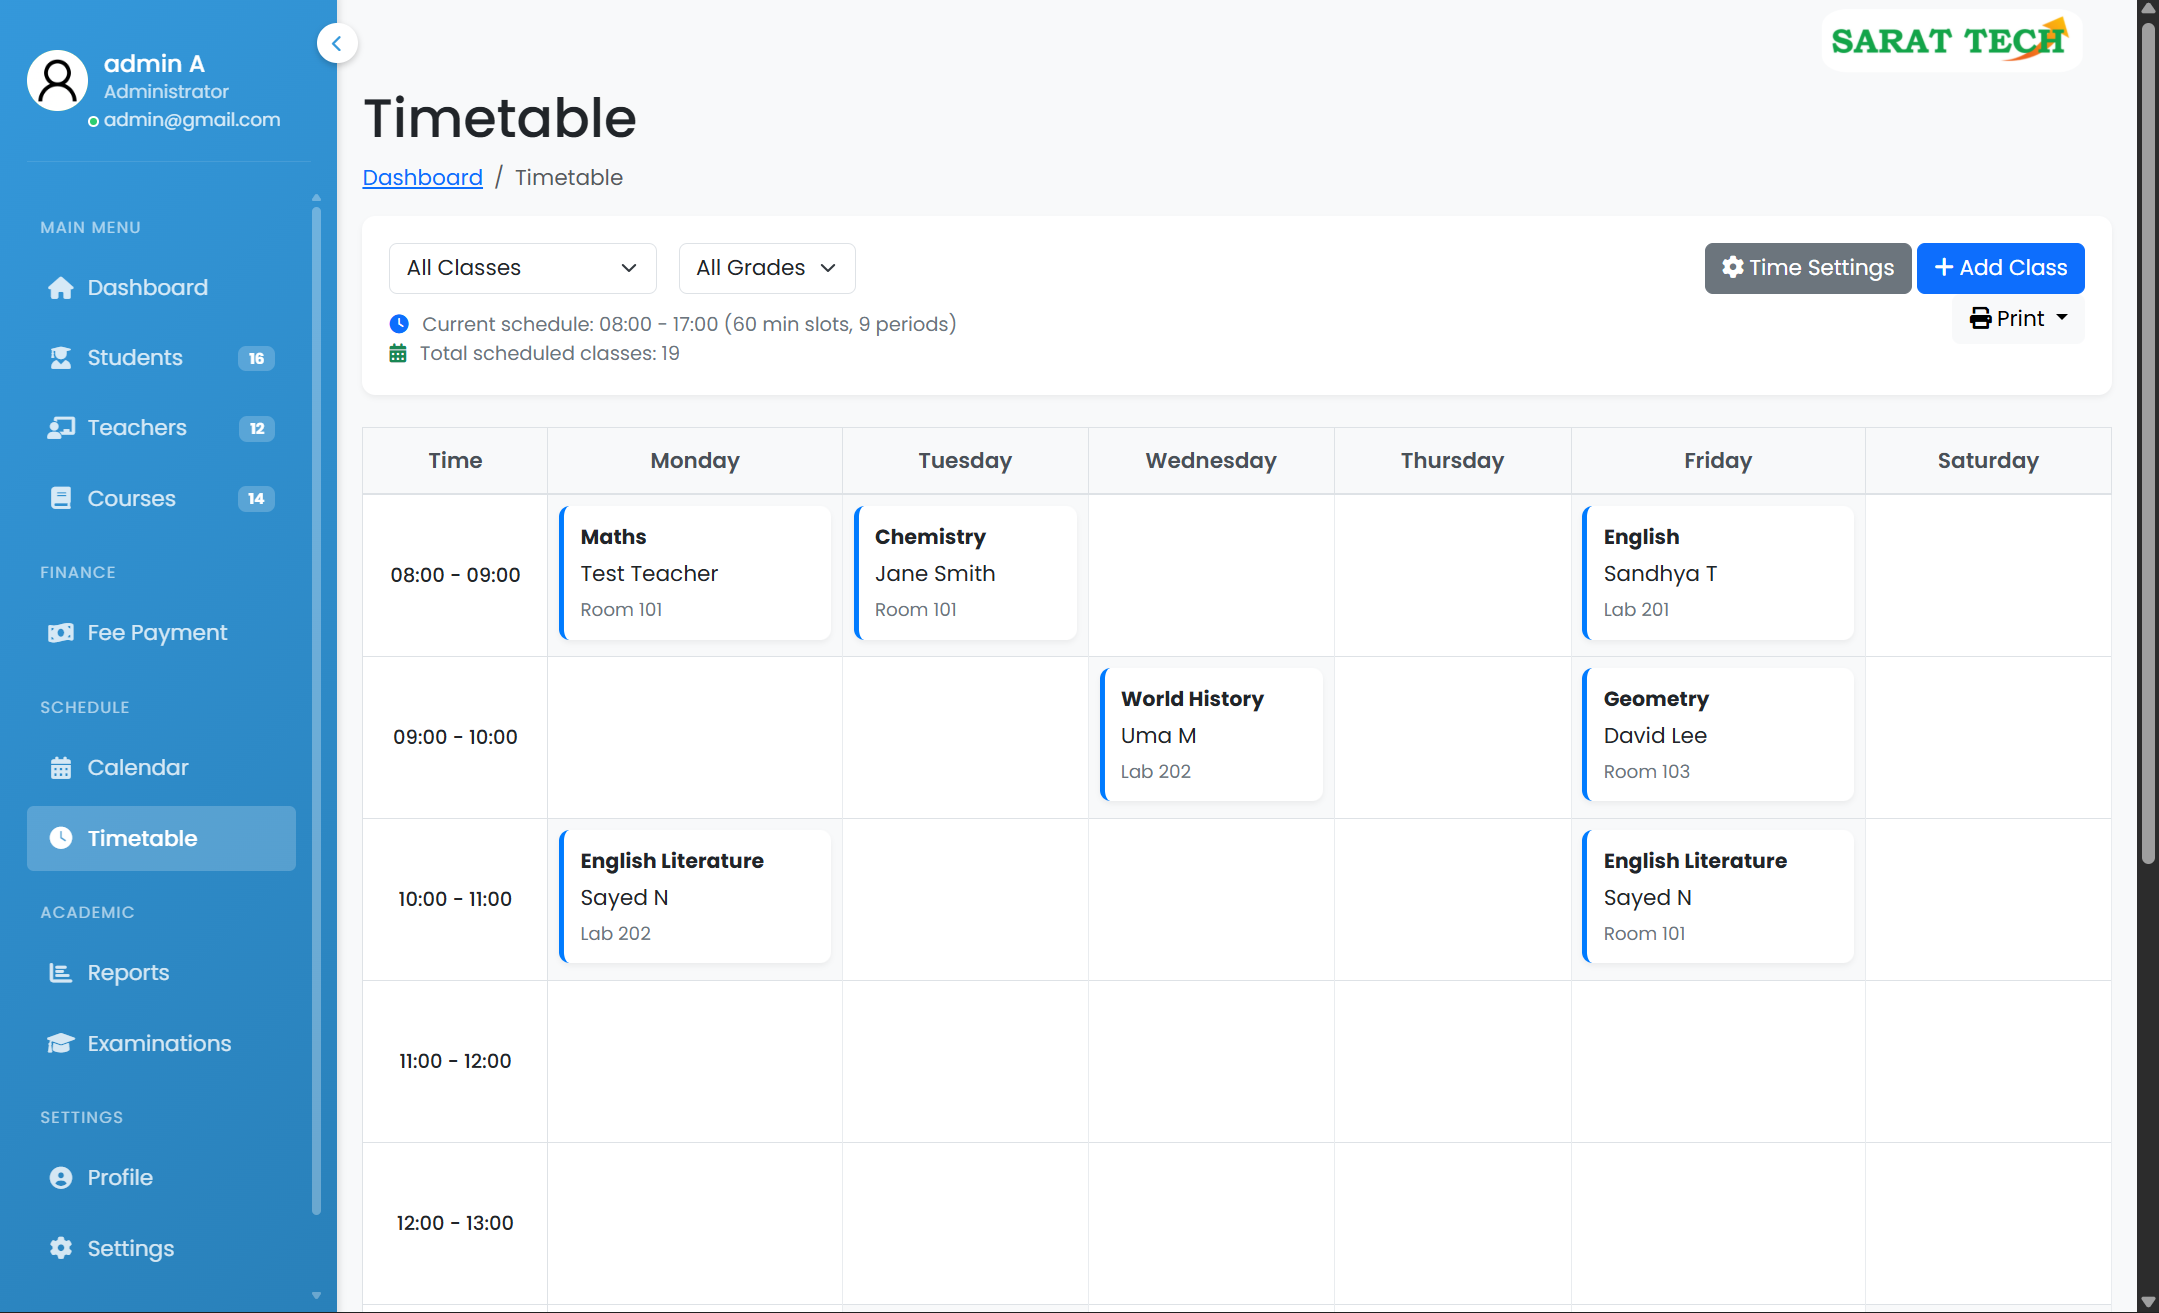 admin A
Administrator
admin@gmail.com
MAIN MENU
Dashboard
Students 16
Teachers 12
Courses 14
FINANCE
Fee Payment
SCHEDULE
Calendar
Timetable
ACADEMIC
Reports
Examinations
SETTINGS
Profile
Settings
SARAT TECH
Timetable
Dashboard / Timetable
All Classes All Grades Time Settings + Add Class
Print
Current schedule: 08:00 - 17:00 (60 min slots, 9 periods)
Total scheduled classes: 19
Time Monday Tuesday Wednesday Thursday Friday Saturday
08:00 - 09:00
Maths
Test Teacher
Room 101
Chemistry
Jane Smith
Room 101
English
Sandhya T
Lab 201
09:00 - 10:00
World History
Uma M
Lab 202
Geometry
David Lee
Room 103
10:00 - 11:00
English Literature
Sayed N
Lab 202
English Literature
Sayed N
Room 101
11:00 - 12:00
12:00 - 13:00